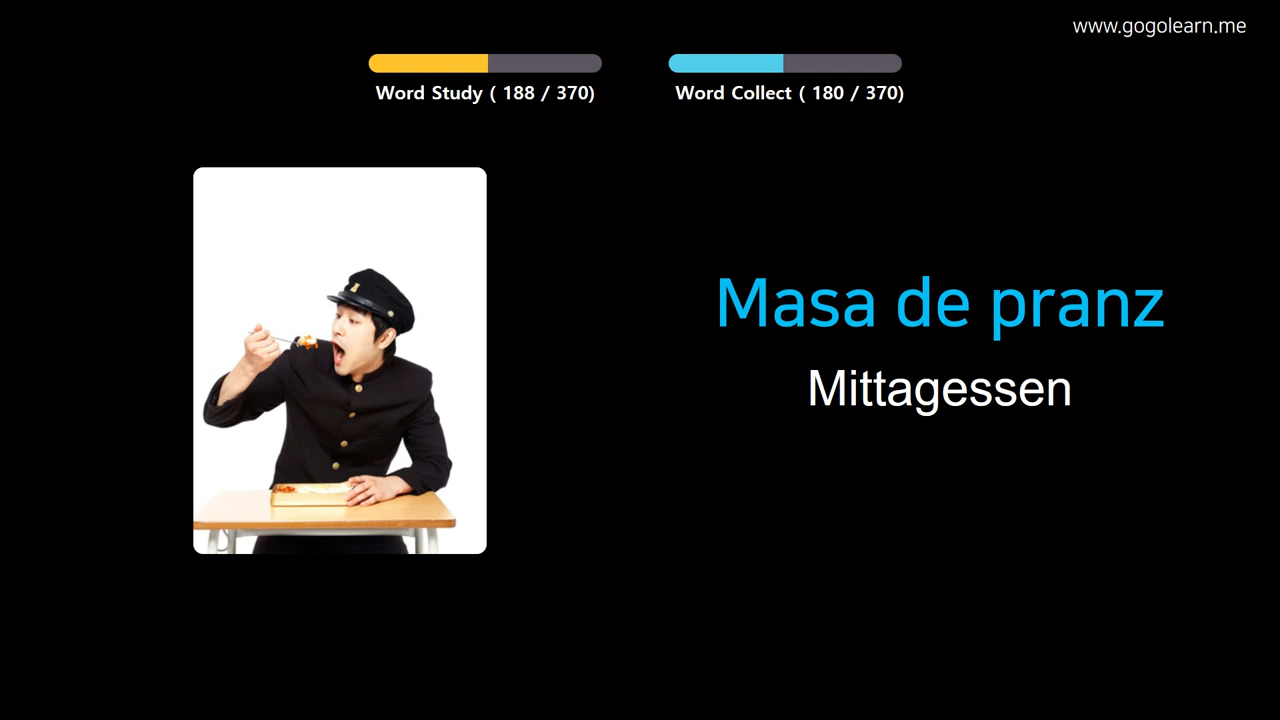 www.gogolearn.me
Word Study ( 188 / 370)
Word Collect ( 180 / 370)
Masa de pranz
Mittagessen